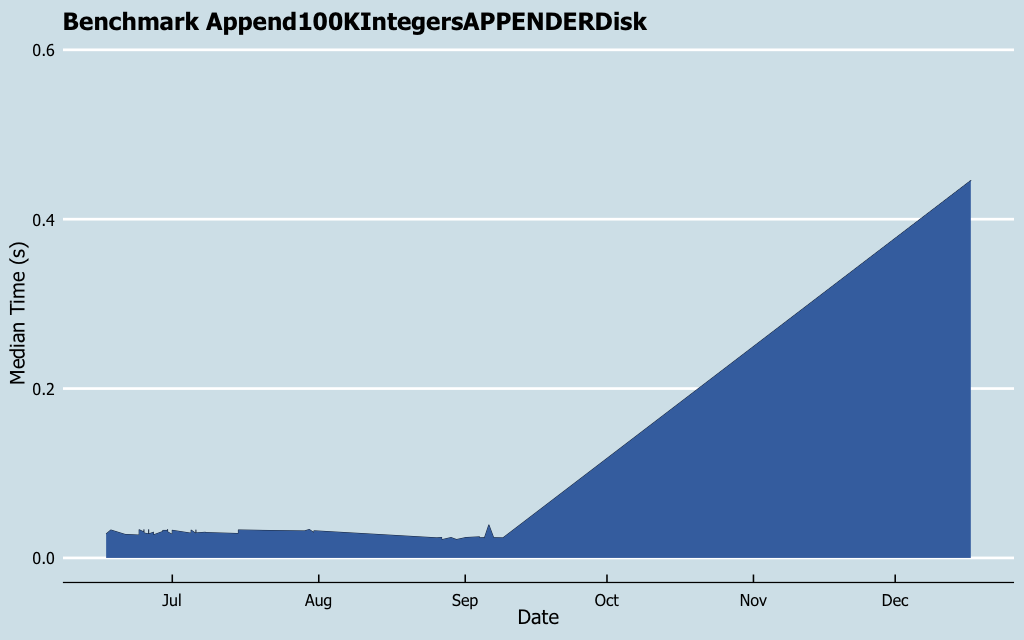 Benchmark Append100KIntegersAPPENDERDisk
0.6
0.4
0.2
0.0
Median Time (s)
Jul Aug Sep Oct Nov Dec
Date